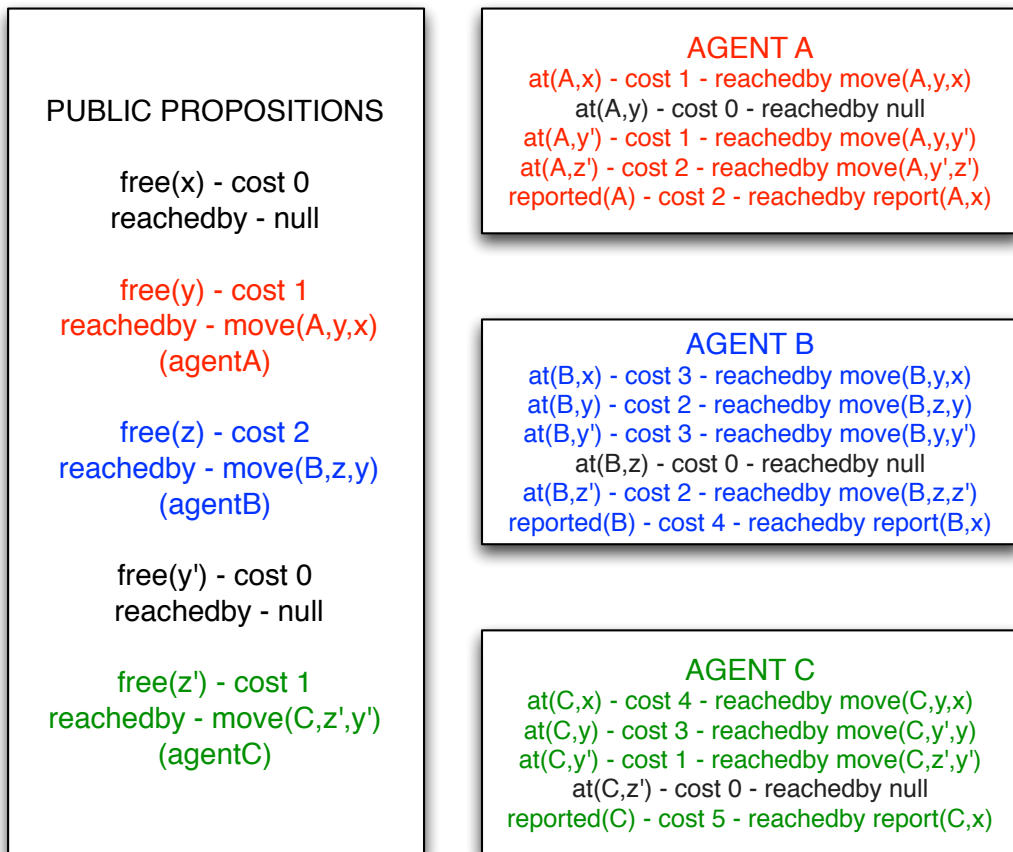 PUBLIC PROPOSITIONS
free(x) - cost 0
reachedby - null
free(y) - cost 1
reachedby - move(A,y,x)
(agentA)
free(z) - cost 2
reachedby - move(B,z,y)
(agentB)
free(y') - cost 0
reachedby - null
free(z') - cost 1
reachedby - move(C,z',y')
(agentC)
AGENT A
at(A,x) - cost 1 - reachedby move(A,y,x)
at(A,y) - cost 0 - reachedby null
at(A,y') - cost 1 - reachedby move(A,y,y')
at(A,z') - cost 2 - reachedby move(A,y',z')
reported(A) - cost 2 - reachedby report(A,x)
AGENT B
at(B,x) - cost 3 - reachedby move(B,y,x)
at(B,y) - cost 2 - reachedby move(B,z,y)
at(B,y') - cost 3 - reachedby move(B,y,y')
at(B,z) - cost 0 - reachedby null
at(B,z') - cost 2 - reachedby move(B,z,z')
reported(B) - cost 4 - reachedby report(B,x)
AGENT C
at(C,x) - cost 4 - reachedby move(C,y,x)
at(C,y) - cost 3 - reachedby move(C,y',y)
at(C,y') - cost 1 - reachedby move(C,z',y')
at(C,z') - cost 0 - reachedby null
reported(C) - cost 5 - reachedby report(C,x)